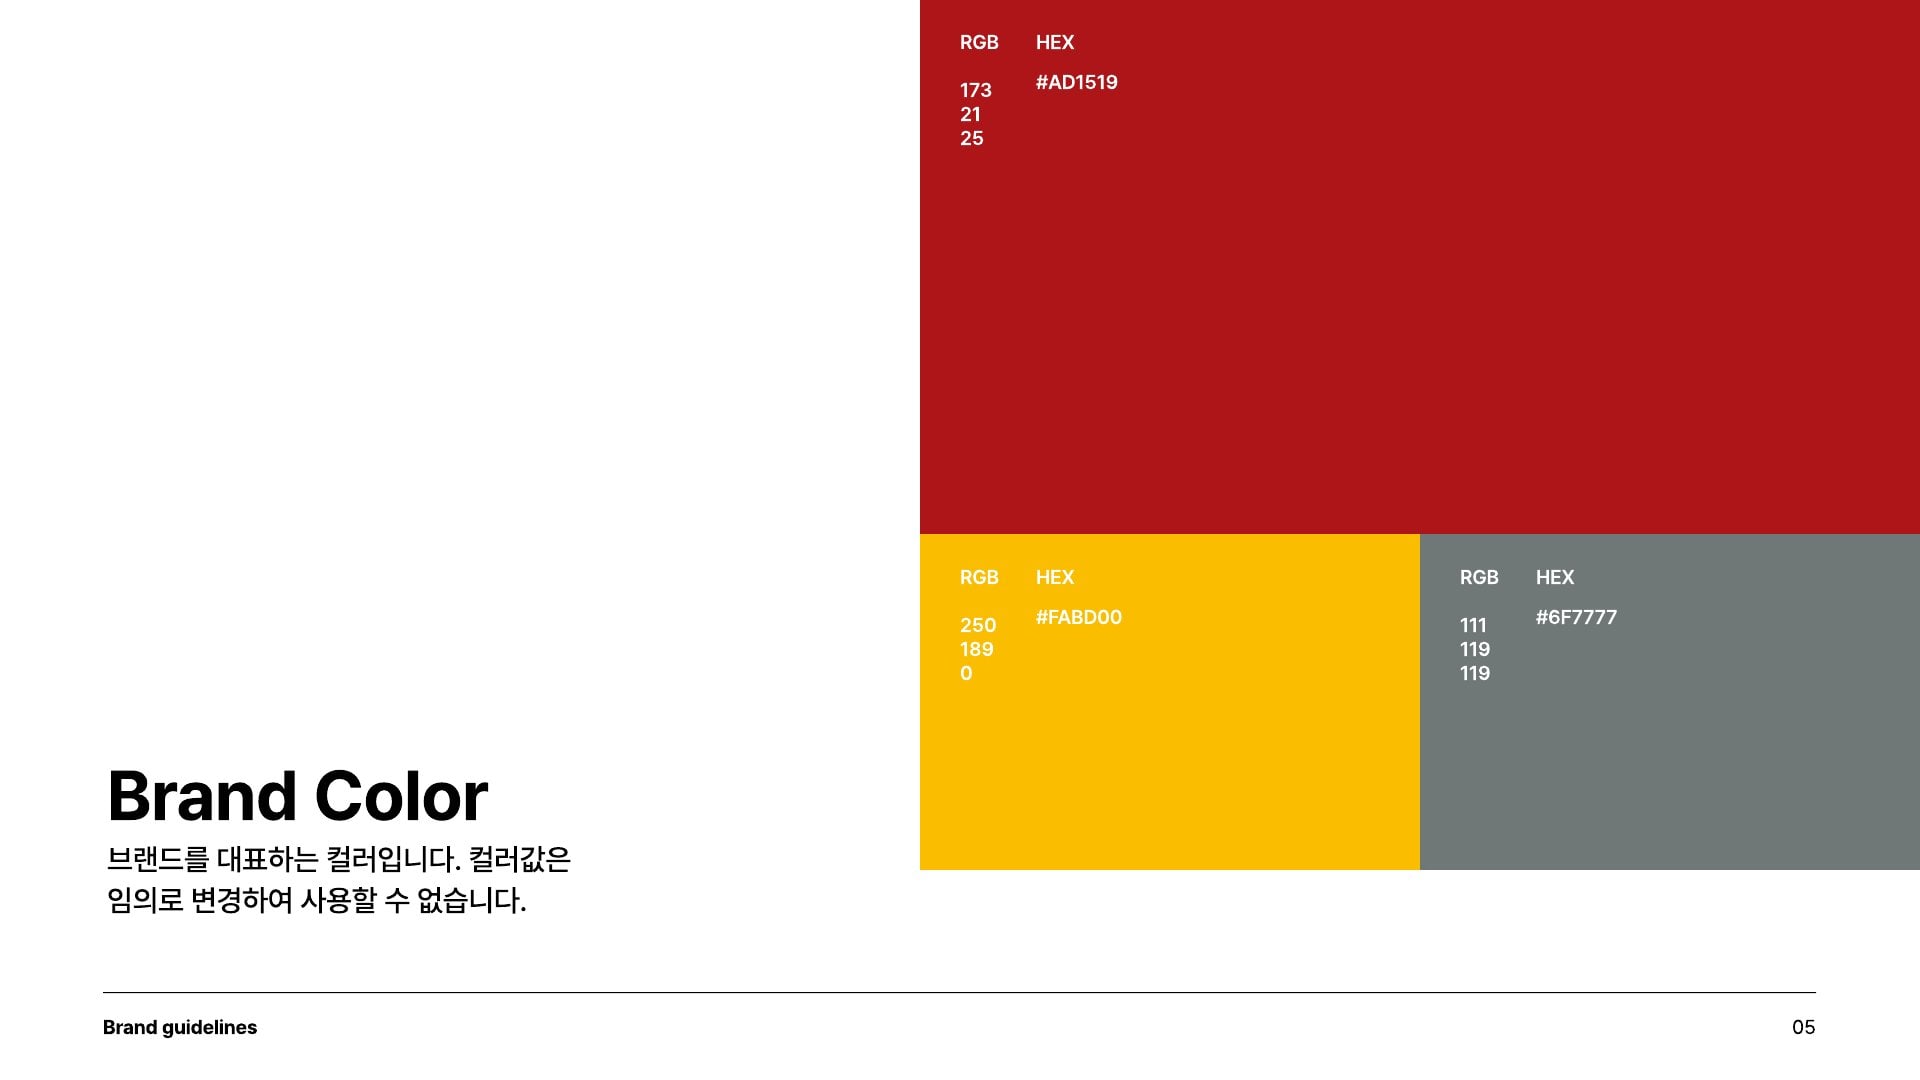 RGB HEX
#AD1519
173
21
25
RGB HEX
#FABD00
250
189
0
RGB HEX
#6F7777
111
119
119
Brand Color
브랜드를 대표하는 컬러입니다. 컬러값은
임의로 변경하여 사용할 수 없습니다.
Brand guidelines
05